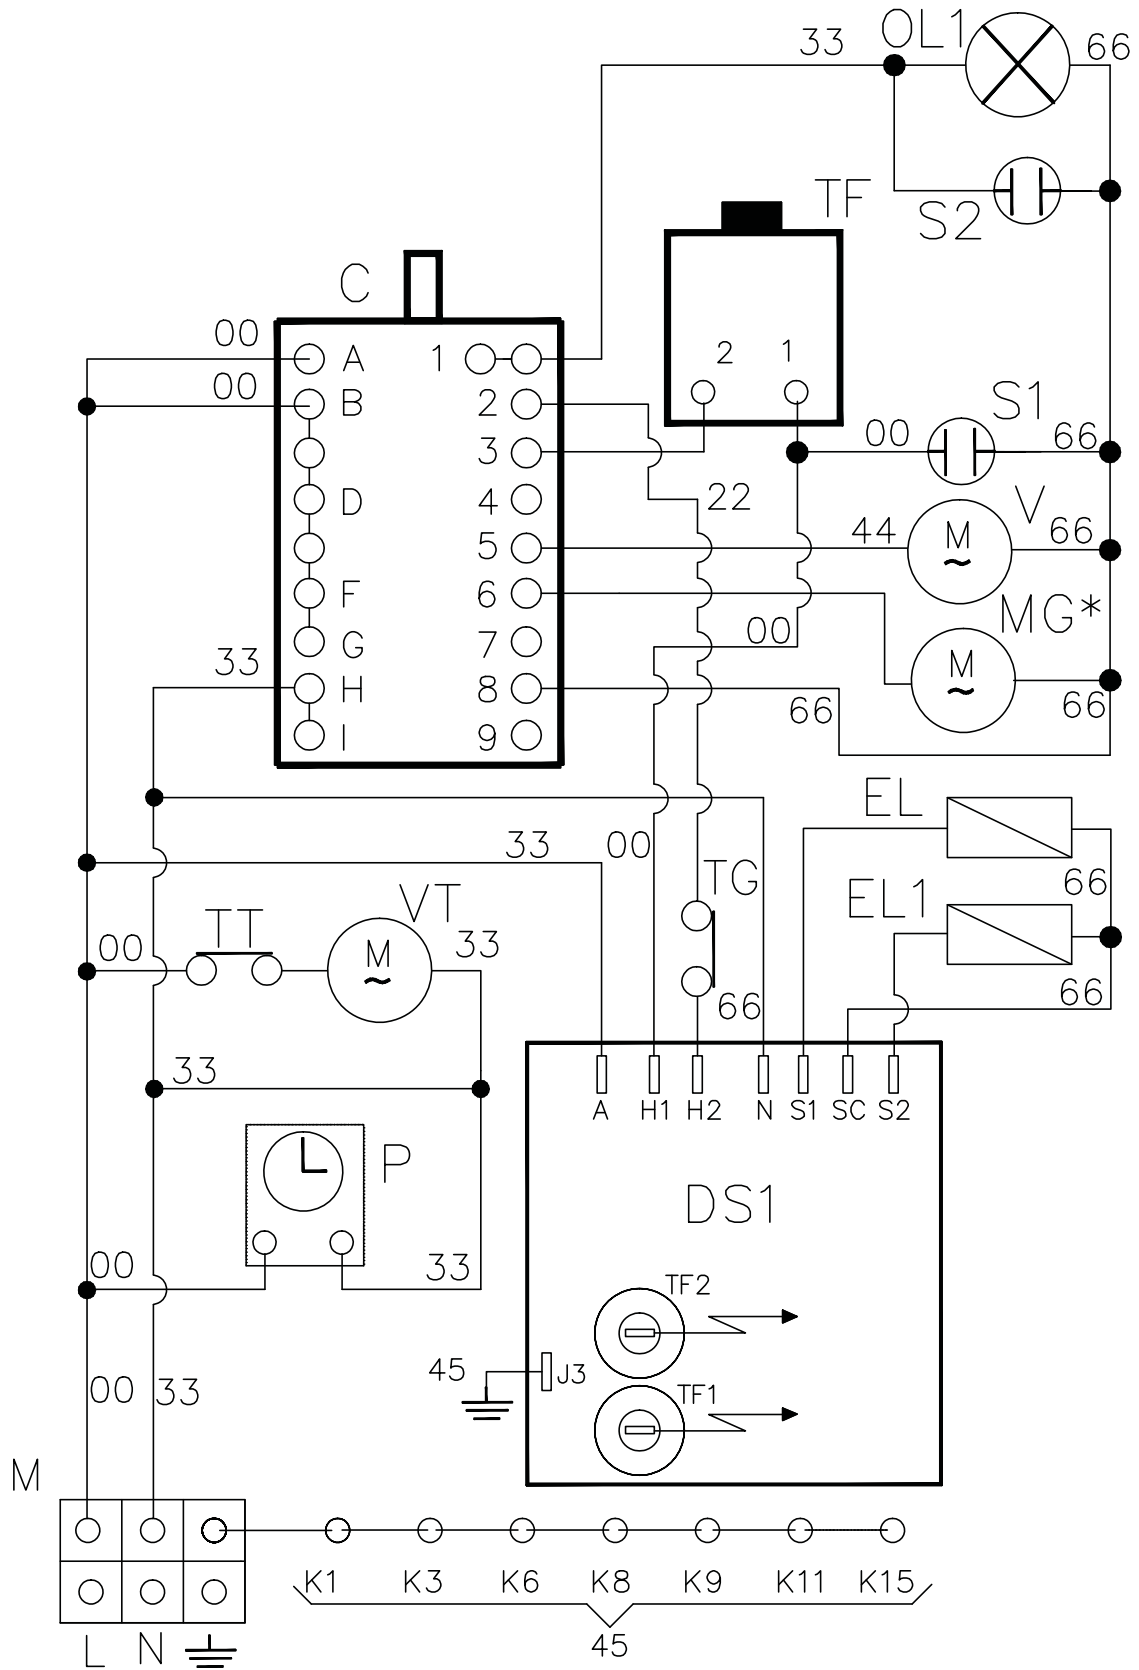 33 OL1 66
TF S2
C
00 A 1 2 1
00 B 2 S1
3 00 66
D 4 22 V
5 44 M 66
~
F 6 MG*
G 7 00
33 H 8 M
~
66 66
I 9
EL
33 00 66
VT TG EL1
TT
00 M 33
~
66 66
33 A H1 H2 N S1 SC S2
P DS1
00 33 TF2
45 J3
00 33 TF1
M
K1 K3 K6 K8 K9 K11 K15
L N 45